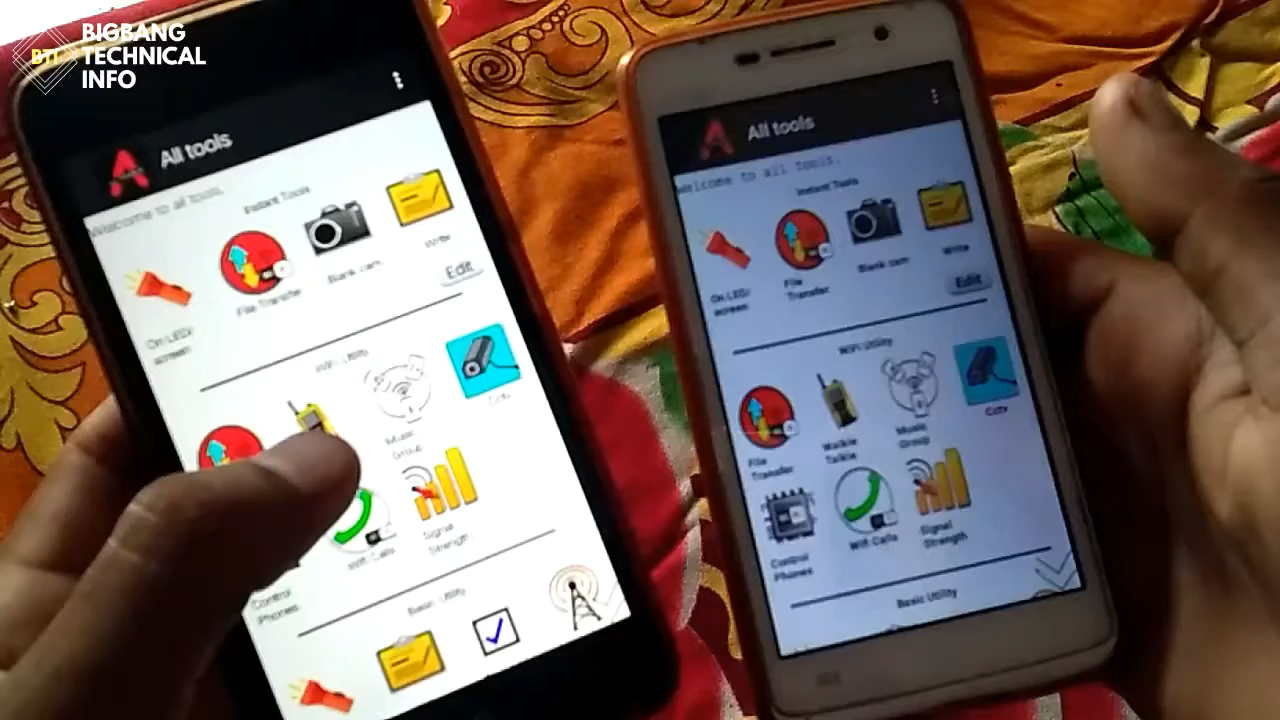 BTI
BIGBANG
TECHNICAL
INFO
All tools
Welcome to all tools.
Instant Tools
On LED/
screen
File Transfer
Blank cam
Write
Edit
WiFi Utility
Music
Group
Cctv
Control
Phones
Wifi Calls
Signal
Strength
Basic Utility
All tools
Welcome to all tools.
Instant Tools
On LED/
screen
File
Transfer
Blank cam
Write
Edit
WiFi Utility
File
Transfer
Walkie
Talkie
Music
Group
Cctv
Control
Phones
Wifi Calls
Signal
Strength
Basic Utility